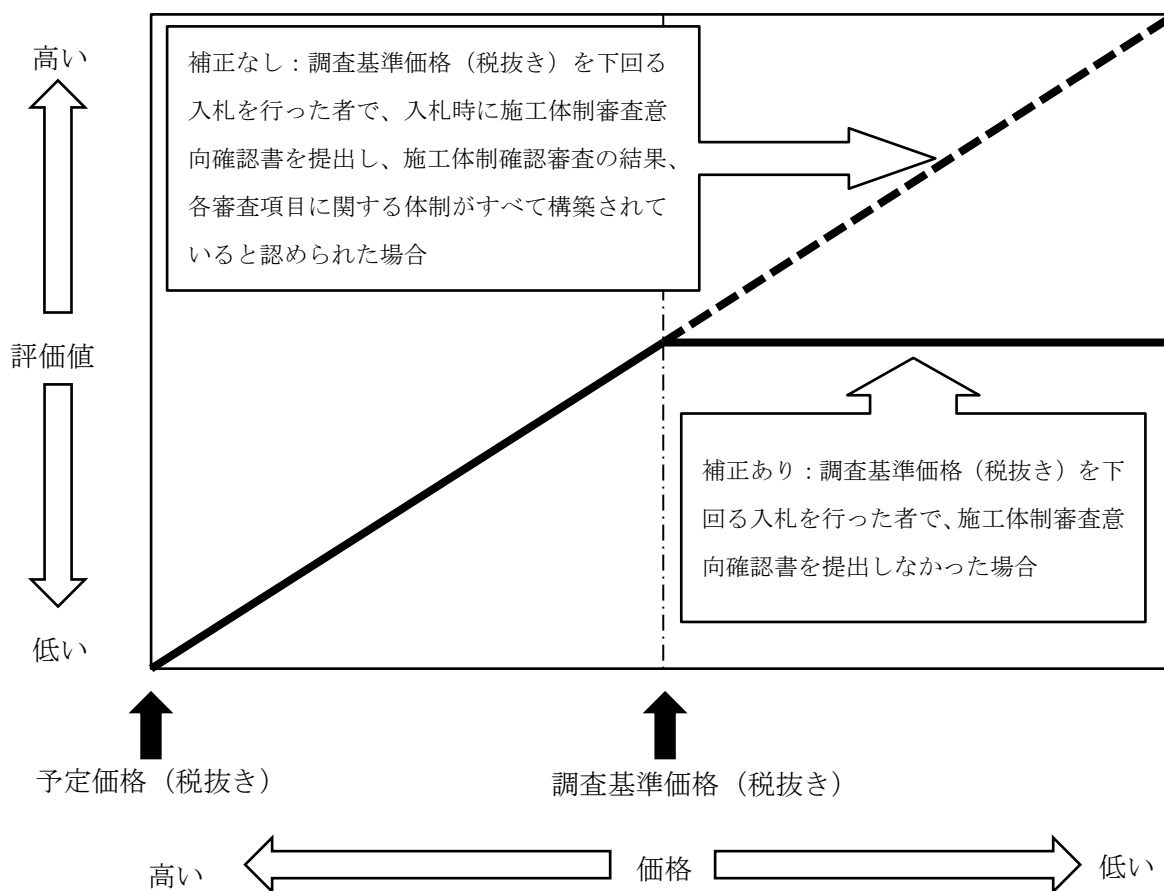 高い
補正なし：調査基準価格（税抜き）を下回る
入札を行った者で、入札時に施工体制審査意
向確認書を提出し、施工体制確認審査の結果、
各審査項目に関する体制がすべて構築されて
いると認められた場合
評価値
補正あり：調査基準価格（税抜き）を下
回る入札を行った者で、施工体制審査意
向確認書を提出しなかった場合
低い
予定価格（税抜き）
調査基準価格（税抜き）
高い
価格
低い